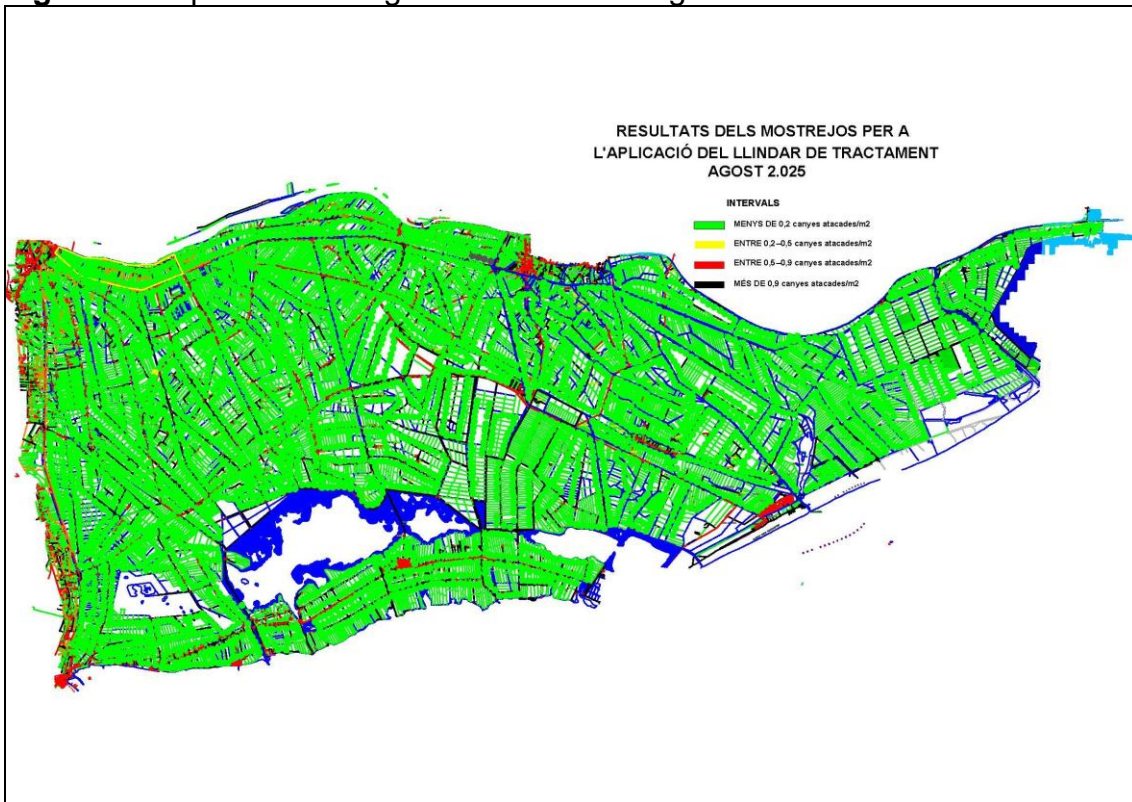 RESULTATS DELS MOSTREJOS PER A
L'APLICACIÓ DEL LLINDAR DE TRACTAMENT
AGOST 2.025
INTERVALS
MENYS DE 0,2 canyes atacades/m2
ENTRE 0,2–0,5 canyes atacades/m2
ENTRE 0,5–0,9 canyes atacades/m2
MÉS DE 0,9 canyes atacades/m2